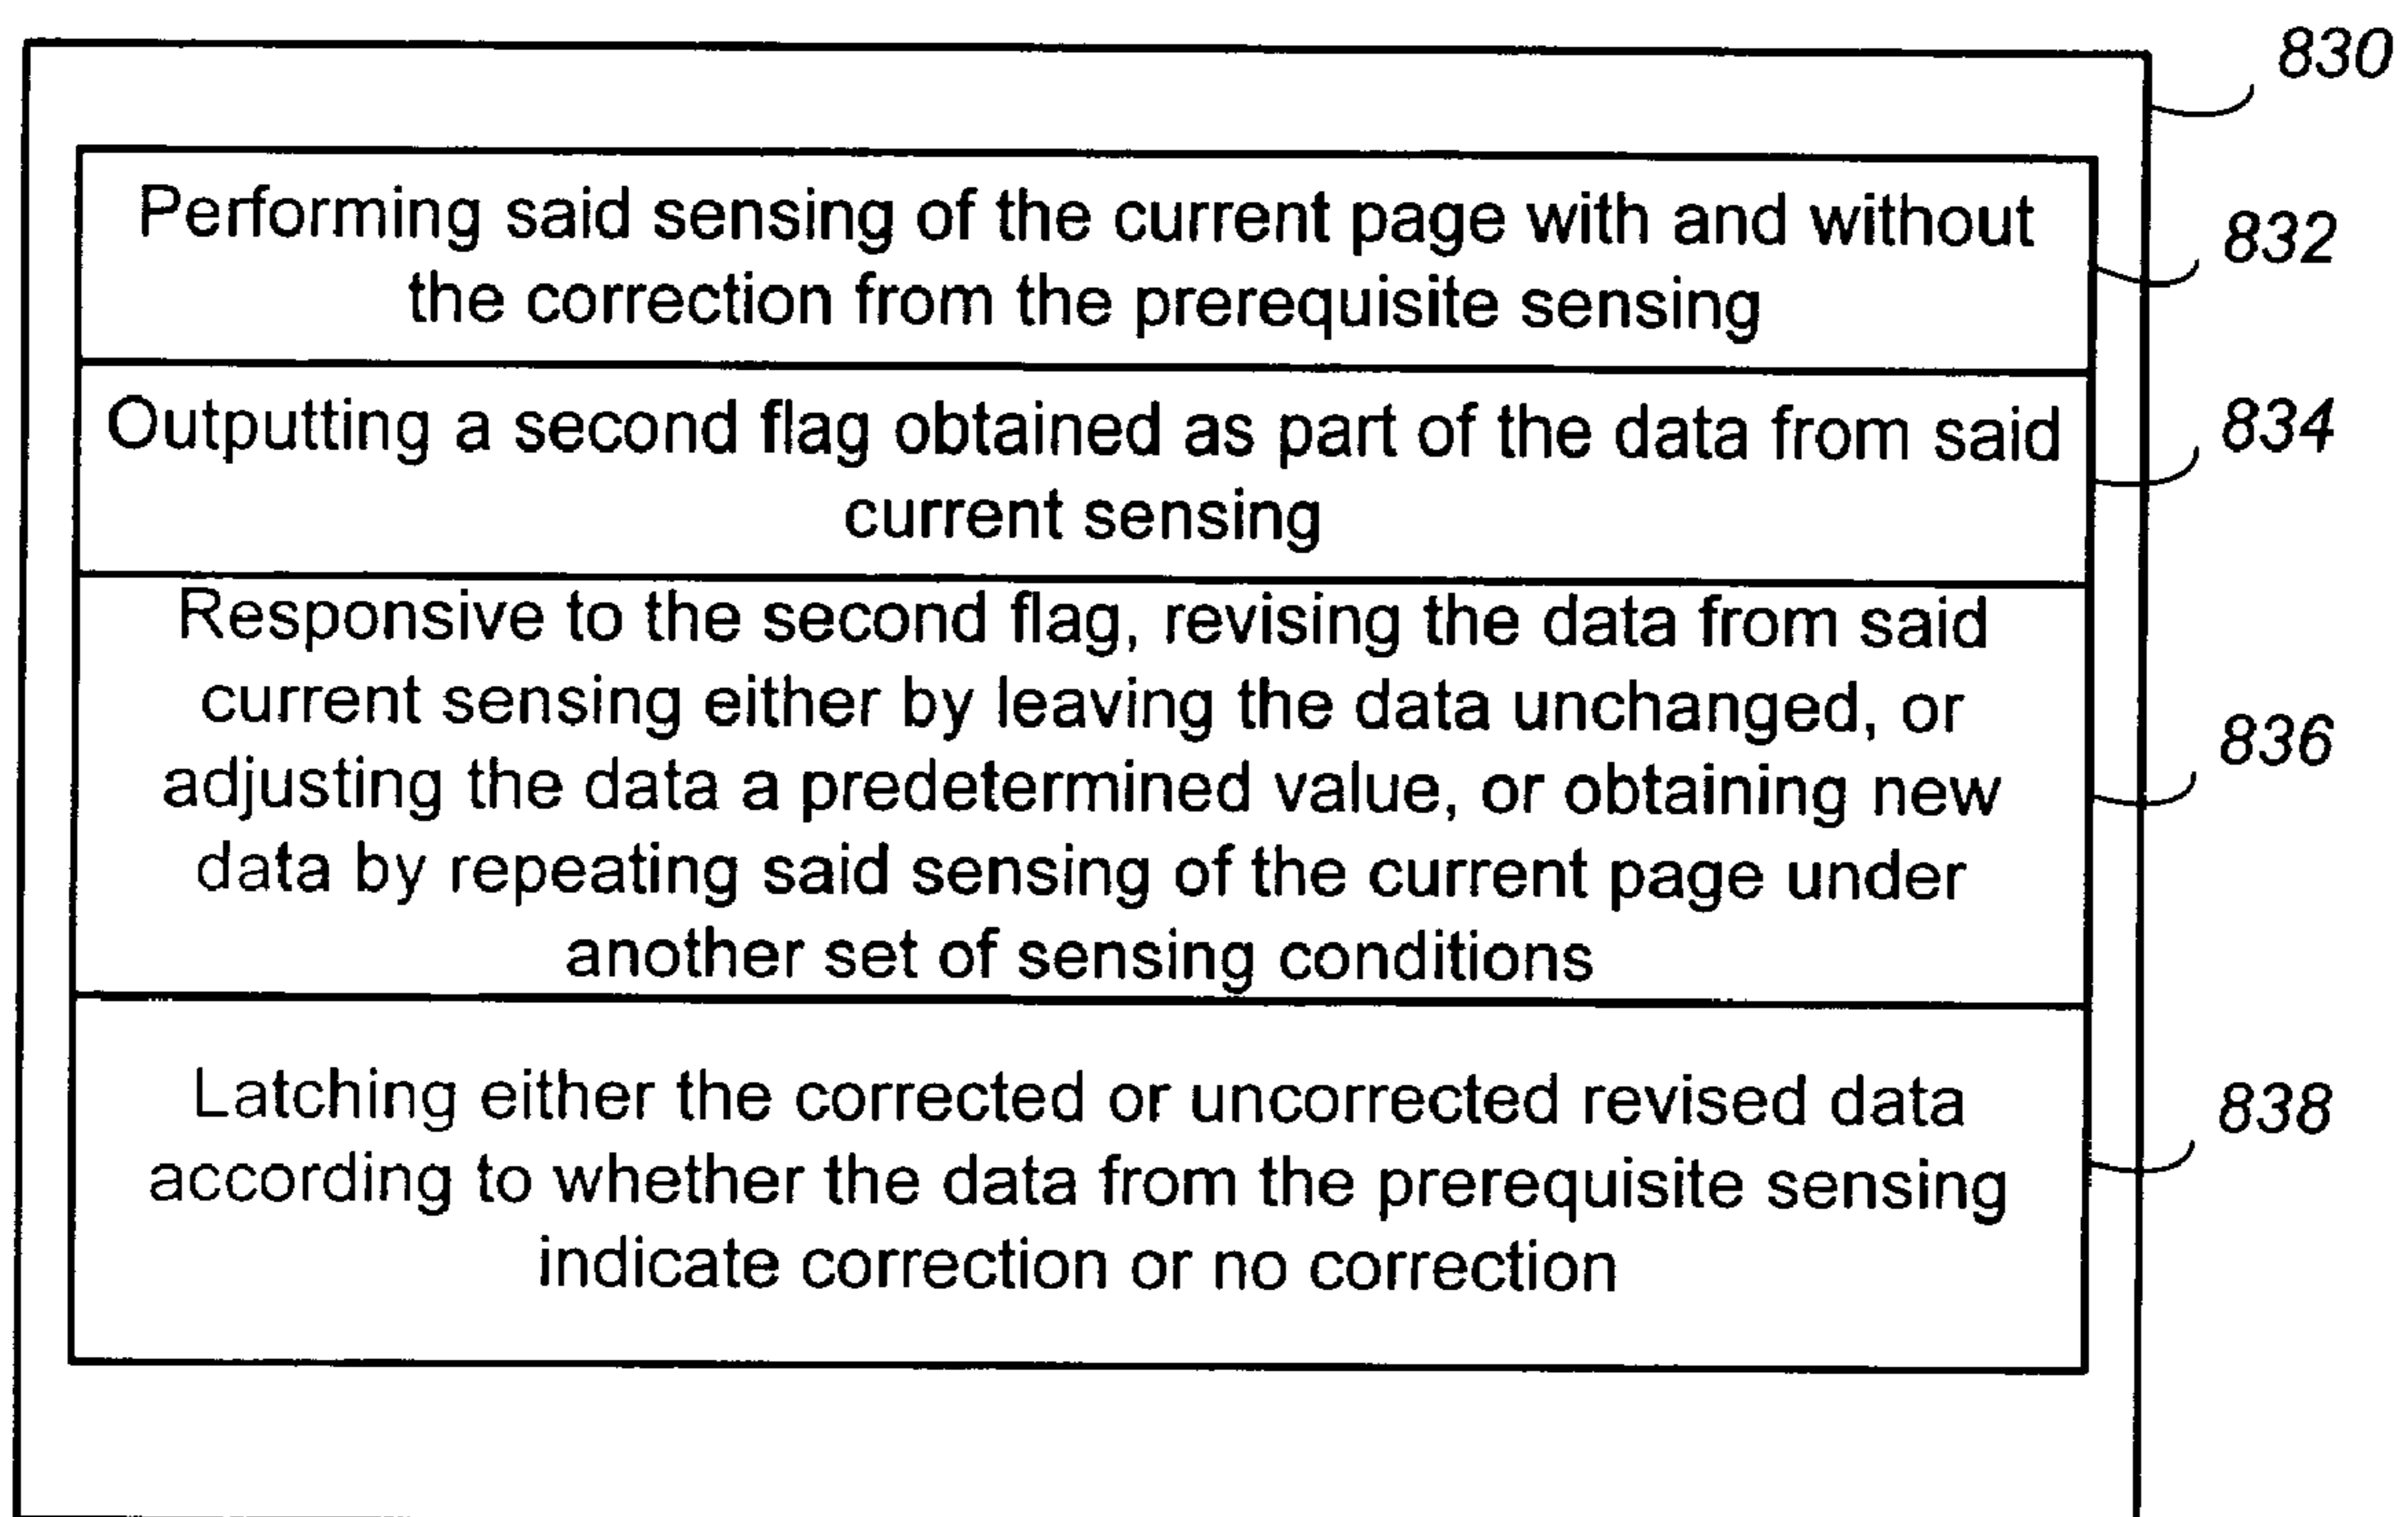 830
Performing said sensing of the current page with and without
the correction from the prerequisite sensing
832
Outputting a second flag obtained as part of the data from said
current sensing
834
Responsive to the second flag, revising the data from said
current sensing either by leaving the data unchanged, or
adjusting the data a predetermined value, or obtaining new
data by repeating said sensing of the current page under
another set of sensing conditions
836
Latching either the corrected or uncorrected revised data
according to whether the data from the prerequisite sensing
indicate correction or no correction
838